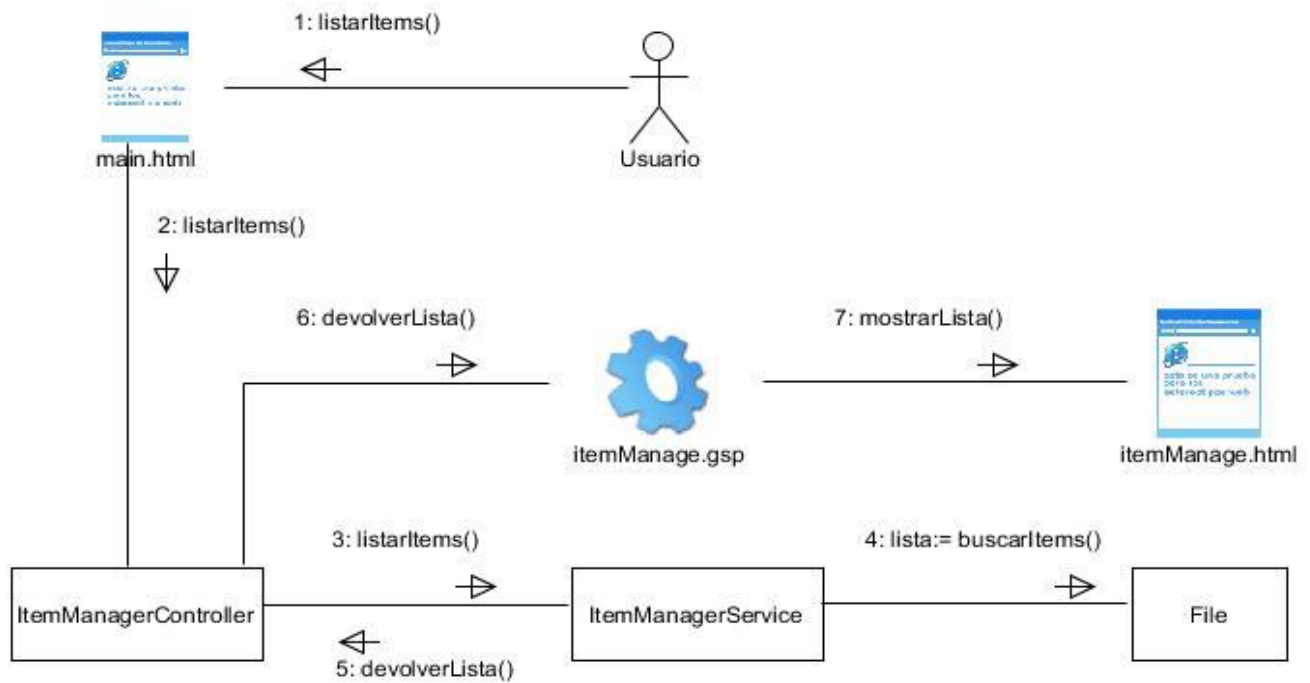 1: listarItems()
main.html
Usuario
2: listarItems()
6: devolverLista()
7: mostrarLista()
itemManage.gsp
itemManage.html
3: listarItems()
4: lista:= buscarItems()
ItemManagerController
ItemManagerService
File
5: devolverLista()